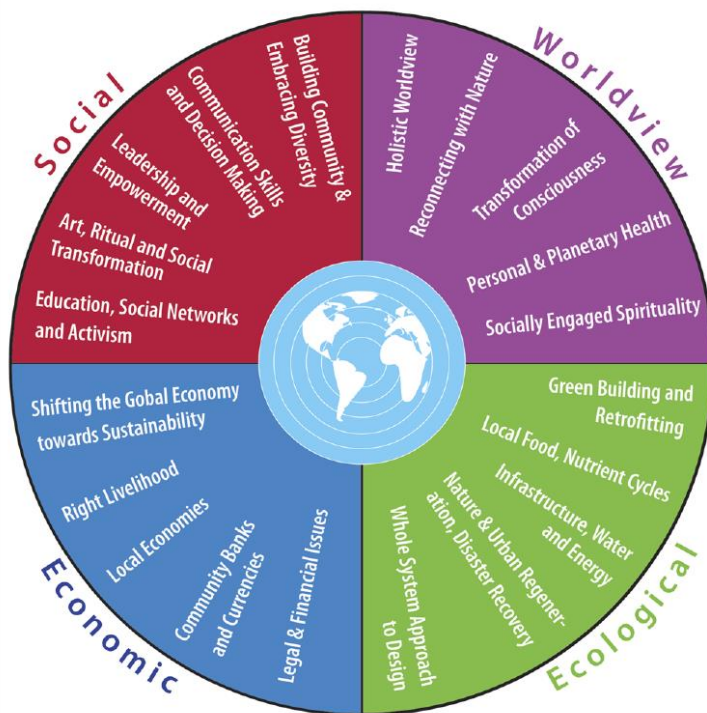 Social
Building Community &
Embracing Diversity
Communication Skills
and Decision Making
Leadership and
Empowerment
Art, Ritual and Social
Transformation
Education, Social Networks
and Activism
Worldview
Holistic Worldview
Reconnecting with Nature
Transformation of
Consciousness
Personal & Planetary Health
Socially Engaged Spirituality
Economic
Shifting the Gobal Economy
towards Sustainability
Right Livelihood
Local Economies
Community Banks
and Currencies
Legal & Financial Issues
Ecological
Green Building and
Retrofitting
Local Food, Nutrient Cycles
Infrastructure, Water
and Energy
Nature & Urban Regener-
ation, Disaster Recovery
Whole System Approach
to Design